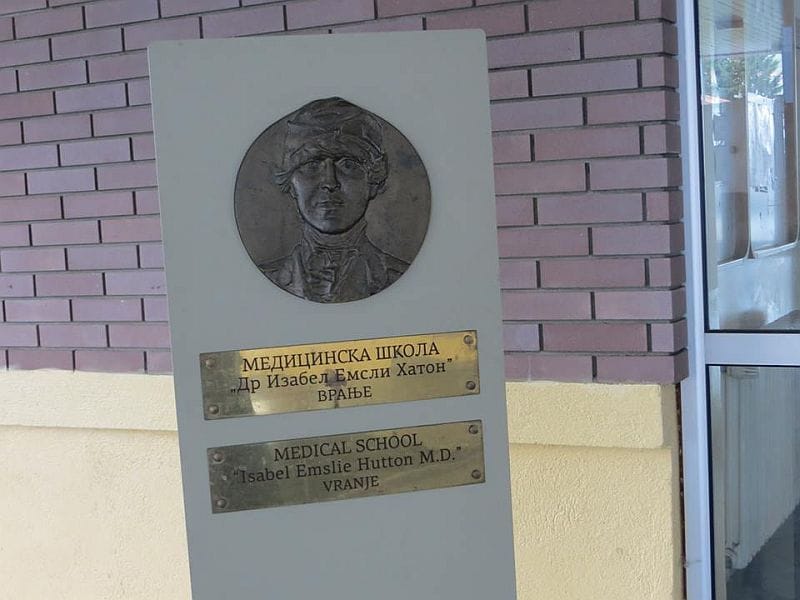 МЕДИЦИНСКА ШКОЛА
„Др Изабел Емсли Хатон”
ВРАЊЕ
MEDICAL SCHOOL
“Isabel Emslie Hutton M.D.”
VRANJE